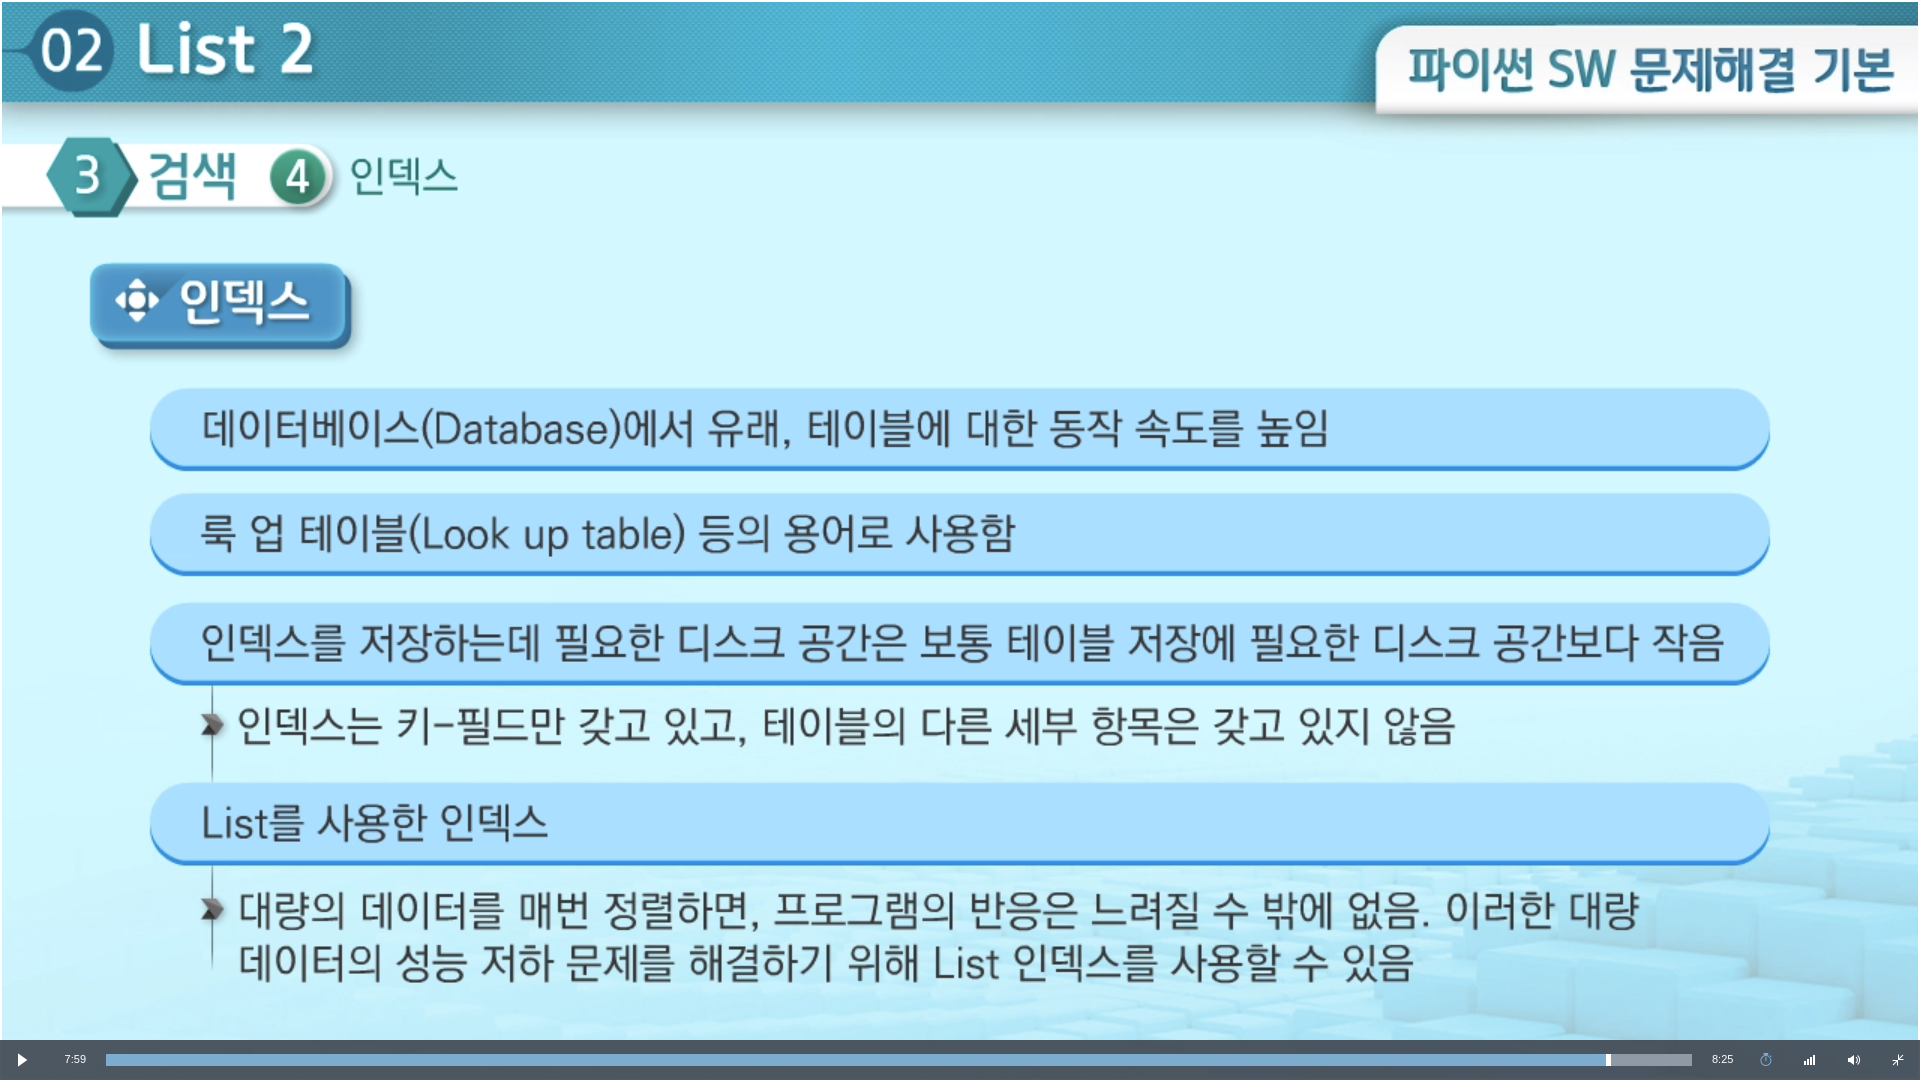 02 List 2
파이썬 SW 문제해결 기본
3 검색 4 인덱스
인덱스
데이터베이스(Database)에서 유래, 테이블에 대한 동작 속도를 높임
룩 업 테이블(Look up table) 등의 용어로 사용함
인덱스를 저장하는데 필요한 디스크 공간은 보통 테이블 저장에 필요한 디스크 공간보다 작음
인덱스는 키-필드만 갖고 있고, 테이블의 다른 세부 항목은 갖고 있지 않음
List를 사용한 인덱스
대량의 데이터를 매번 정렬하면, 프로그램의 반응은 느려질 수 밖에 없음. 이러한 대량
데이터의 성능 저하 문제를 해결하기 위해 List 인덱스를 사용할 수 있음
7:59 8:25